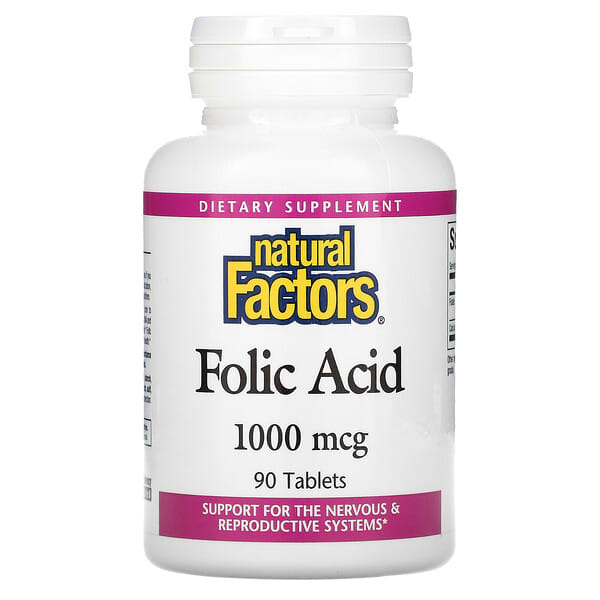 DIETARY SUPPLEMENT
natural
Factors®
Folic Acid
1000 mcg
90 Tablets
SUPPORT FOR THE NERVOUS &
REPRODUCTIVE SYSTEMS*